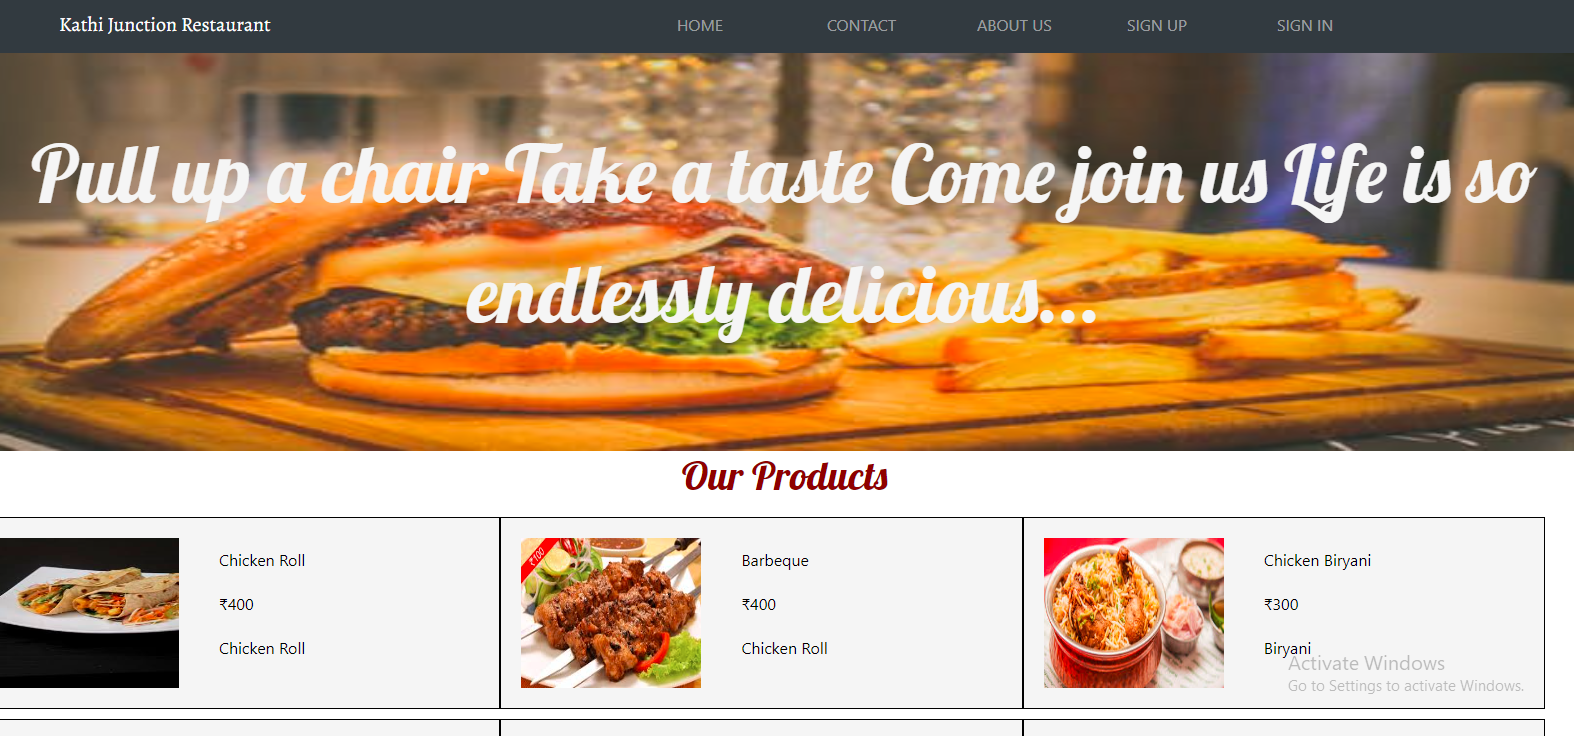 Kathi Junction Restaurant
HOME CONTACT ABOUT US SIGN UP SIGN IN
Pull up a chair Take a taste Come join us Life is so
endlessly delicious...
Our Products
Chicken Roll
₹400
Chicken Roll
₹100
Barbeque
₹400
Chicken Roll
Chicken Biryani
₹300
Biryani
Activate Windows
Go to Settings to activate Windows.